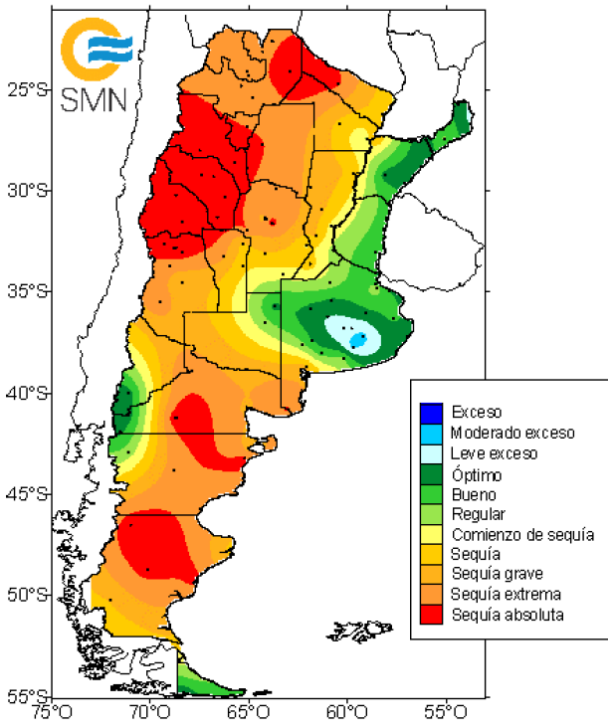 SMN
25°S
30°S
35°S
40°S
45°S
50°S
55°S
75°O
70°O
65°O
60°O
55°O
Exceso
Moderado exceso
Leve exceso
Óptimo
Bueno
Regular
Comienzo de sequía
Sequía
Sequía grave
Sequía extrema
Sequía absoluta